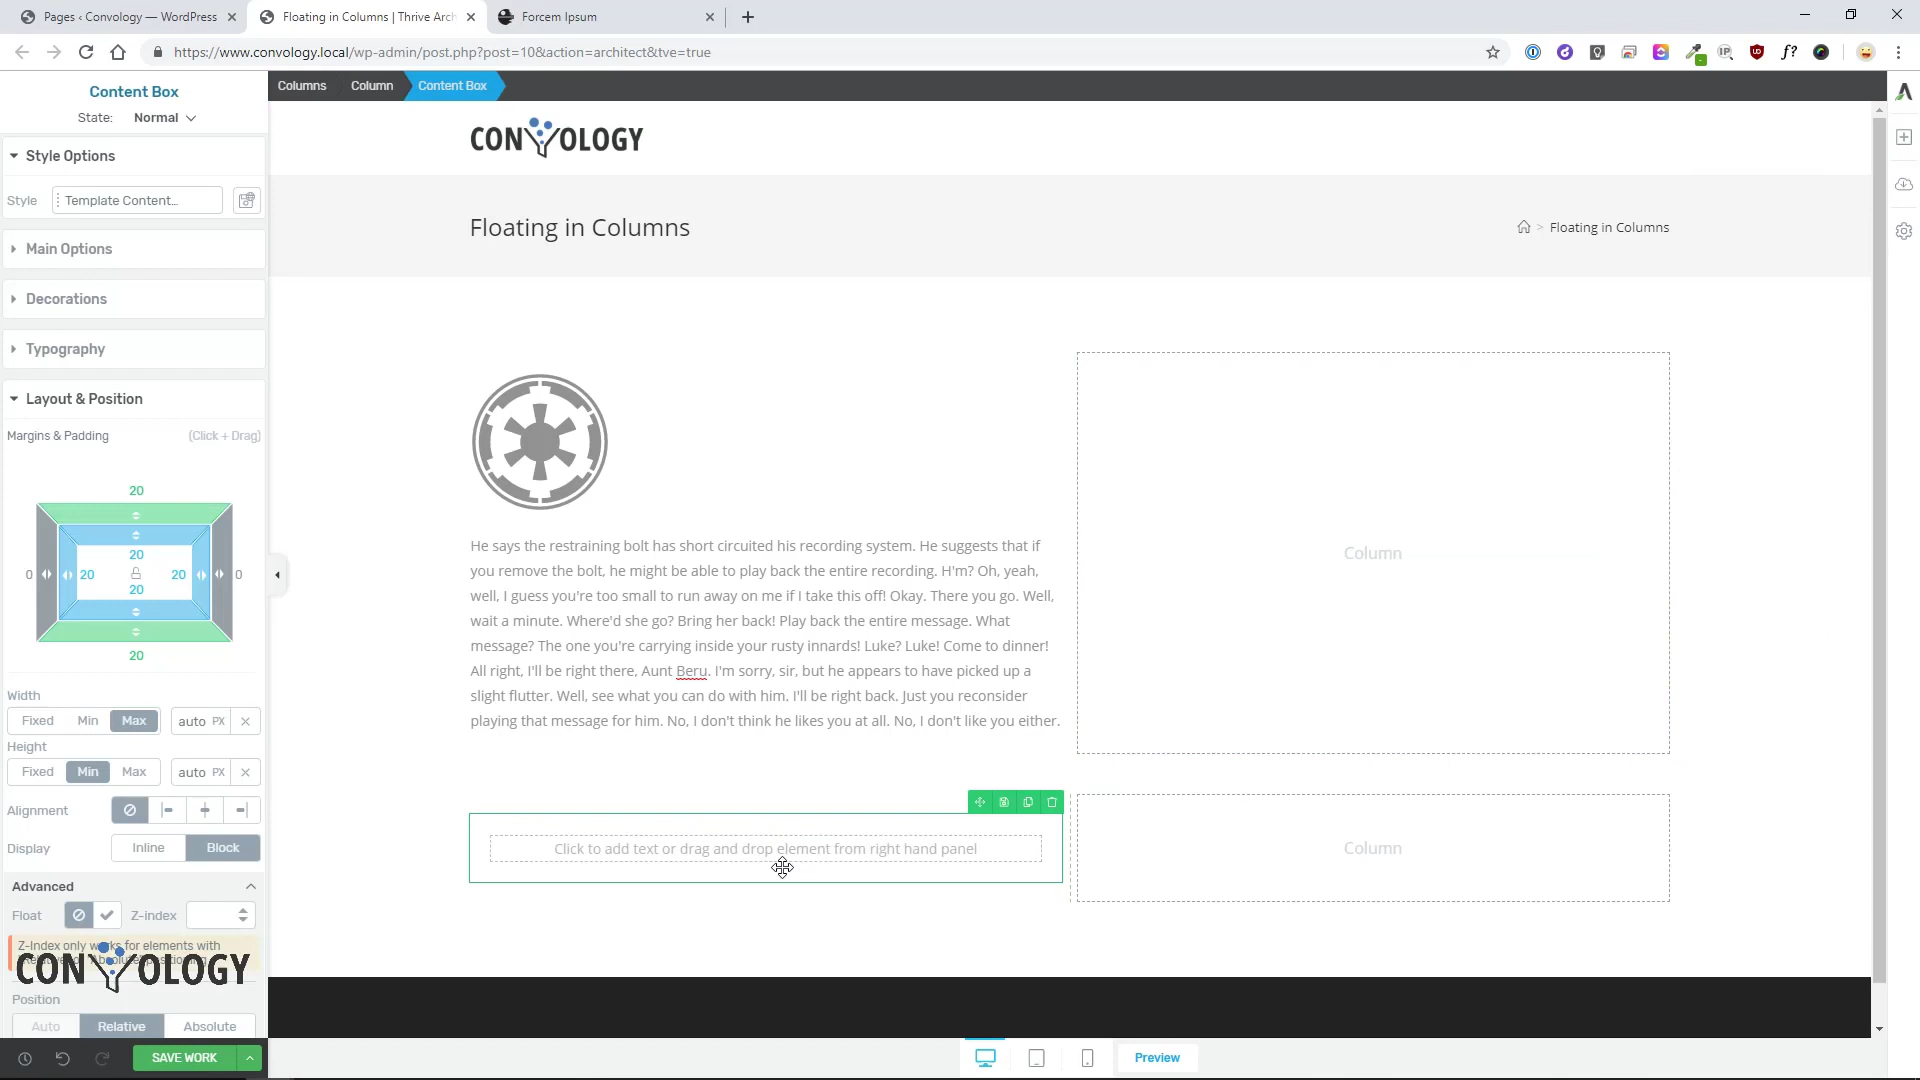 Pages ‹ Convology — WordPress
Floating in Columns | Thrive Arch
Forcem Ipsum
https://www.convology.local/wp-admin/post.php?post=10&action=architect&tve=true
f?
Content Box
State: Normal
Columns
Column
Content Box
Style Options
Style
Template Content...
Main Options
Decorations
Typography
Layout & Position
Margins & Padding
(Click + Drag)
20
20
0
20
20
0
20
20
Width
Fixed
Min
Max
auto PX
Height
Fixed
Min
Max
auto PX
Alignment
Display
Inline
Block
Advanced
Float
Z-index
Z-Index only works for elements with
CONVOLOGY
Position
Auto
Relative
Absolute
SAVE WORK
CONVOLOGY
Floating in Columns
> Floating in Columns
He says the restraining bolt has short circuited his recording system. He suggests that if
you remove the bolt, he might be able to play back the entire recording. H'm? Oh, yeah,
well, I guess you're too small to run away on me if I take this off! Okay. There you go. Well,
wait a minute. Where'd she go? Bring her back! Play back the entire message. What
message? The one you're carrying inside your rusty innards! Luke? Luke! Come to dinner!
All right, I'll be right there, Aunt Beru. I'm sorry, sir, but he appears to have picked up a
slight flutter. Well, see what you can do with him. I'll be right back. Just you reconsider
playing that message for him. No, I don't think he likes you at all. No, I don't like you either.
Column
Click to add text or drag and drop element from right hand panel
Column
Preview